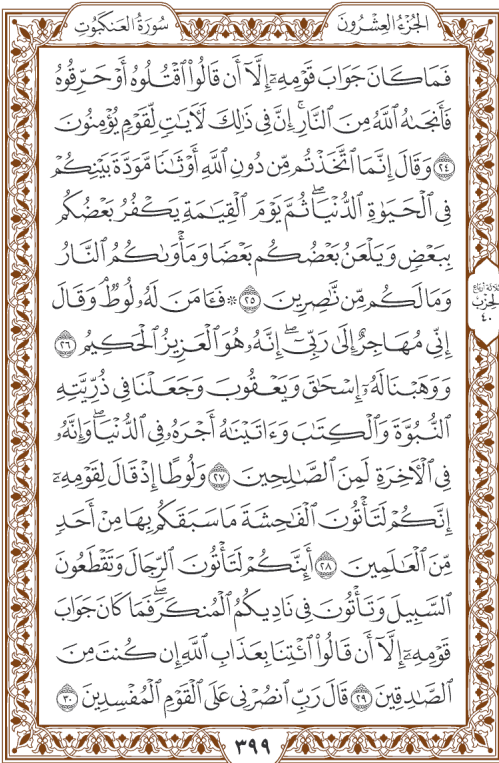 الجُزْءُ العِشْرُونَ
سُورَةُ العَنكَبُوتِ
فَمَا كَانَ جَوَابَ قَوْمِهِۦٓ إِلَّآ أَن قَالُوا۟ ٱقْتُلُوهُ أَوْ حَرِّقُوهُ
فَأَنجَىٰهُ ٱللَّهُ مِنَ ٱلنَّارِۚ إِنَّ فِى ذَٰلِكَ لَءَايَٰتٍ لِّقَوْمٍ يُؤْمِنُونَ
٢٤ وَقَالَ إِنَّمَا ٱتَّخَذْتُم مِّن دُونِ ٱللَّهِ أَوْثَٰنًا مَّوَدَّةَ بَيْنِكُمْ
فِى ٱلْحَيَوٰةِ ٱلدُّنْيَاۖ ثُمَّ يَوْمَ ٱلْقِيَٰمَةِ يَكْفُرُ بَعْضُكُم
بِبَعْضٍ وَيَلْعَنُ بَعْضُكُم بَعْضًا وَمَأْوَىٰكُمُ ٱلنَّارُ
وَمَا لَكُم مِّن نَّٰصِرِينَ ٢٥ ۞ فَـَٔامَنَ لَهُۥ لُوطٌۘ وَقَالَ
إِنِّى مُهَاجِرٌ إِلَىٰ رَبِّىٓۖ إِنَّهُۥ هُوَ ٱلْعَزِيزُ ٱلْحَكِيمُ ٢٦
وَوَهَبْنَا لَهُۥٓ إِسْحَٰقَ وَيَعْقُوبَ وَجَعَلْنَا فِى ذُرِّيَّتِهِ
ٱلنُّبُوَّةَ وَٱلْكِتَٰبَ وَءَاتَيْنَٰهُ أَجْرَهُۥ فِى ٱلدُّنْيَاۖ وَإِنَّهُۥ
فِى ٱلْءَاخِرَةِ لَمِنَ ٱلصَّٰلِحِينَ ٢٧ وَلُوطًا إِذْ قَالَ لِقَوْمِهِۦٓ
إِنَّكُمْ لَتَأْتُونَ ٱلْفَٰحِشَةَ مَا سَبَقَكُم بِهَا مِنْ أَحَدٍ
مِّنَ ٱلْعَٰلَمِينَ ٢٨ أَئِنَّكُمْ لَتَأْتُونَ ٱلرِّجَالَ وَتَقْطَعُونَ
ٱلسَّبِيلَ وَتَأْتُونَ فِى نَادِيكُمُ ٱلْمُنكَرَۖ فَمَا كَانَ جَوَابَ
قَوْمِهِۦٓ إِلَّآ أَن قَالُوا۟ ٱئْتِنَا بِعَذَابِ ٱللَّهِ إِن كُنتَ مِنَ
ٱلصَّٰدِقِينَ ٢٩ قَالَ رَبِّ ٱنصُرْنِى عَلَى ٱلْقَوْمِ ٱلْمُفْسِدِينَ ٣٠
ثلاثة أرباع
الحزب
٤٠
٣٩٩